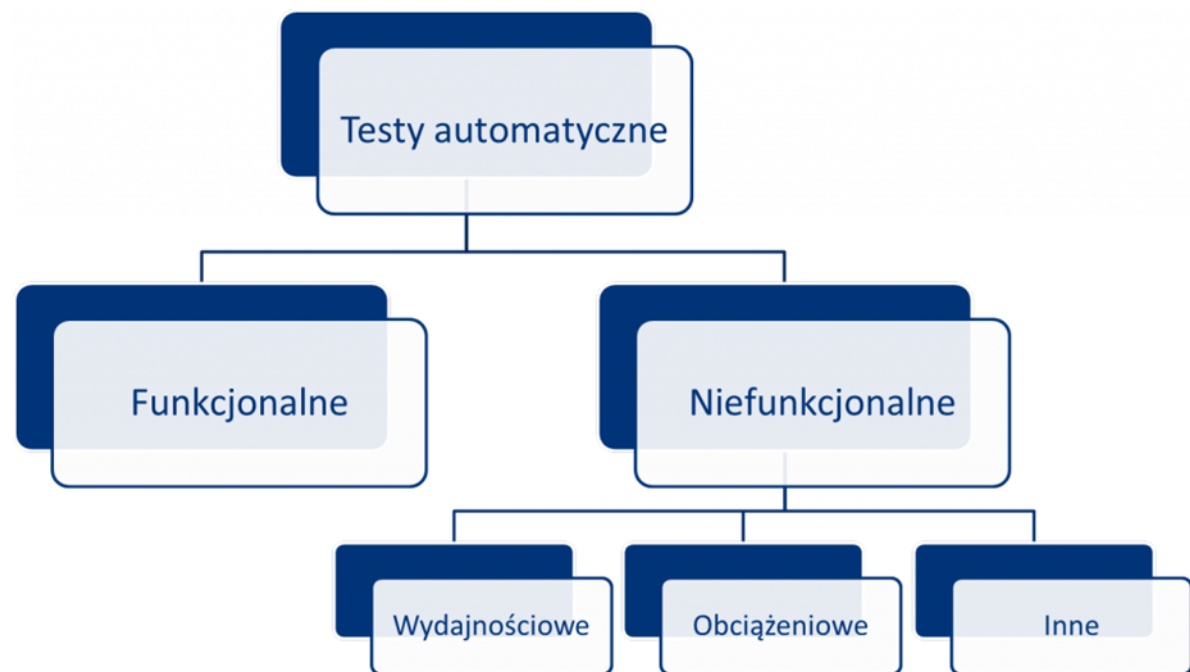 Testy automatyczne
Funkcjonalne
Niefunkcjonalne
Wydajnościowe
Obciążeniowe
Inne